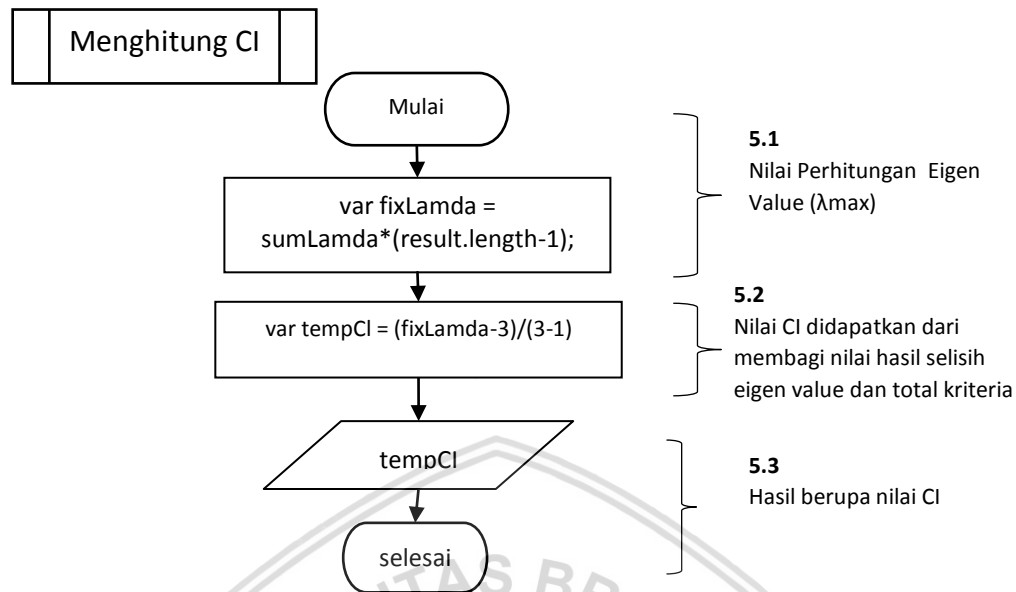 Menghitung CI
Mulai
5.1
Nilai Perhitungan Eigen
Value (λmax)
var fixLamda =
sumLamda*(result.length-1);
5.2
Nilai CI didapatkan dari
membagi nilai hasil selisih
eigen value dan total kriteria
var tempCI = (fixLamda-3)/(3-1)
tempCI
5.3
Hasil berupa nilai CI
selesai